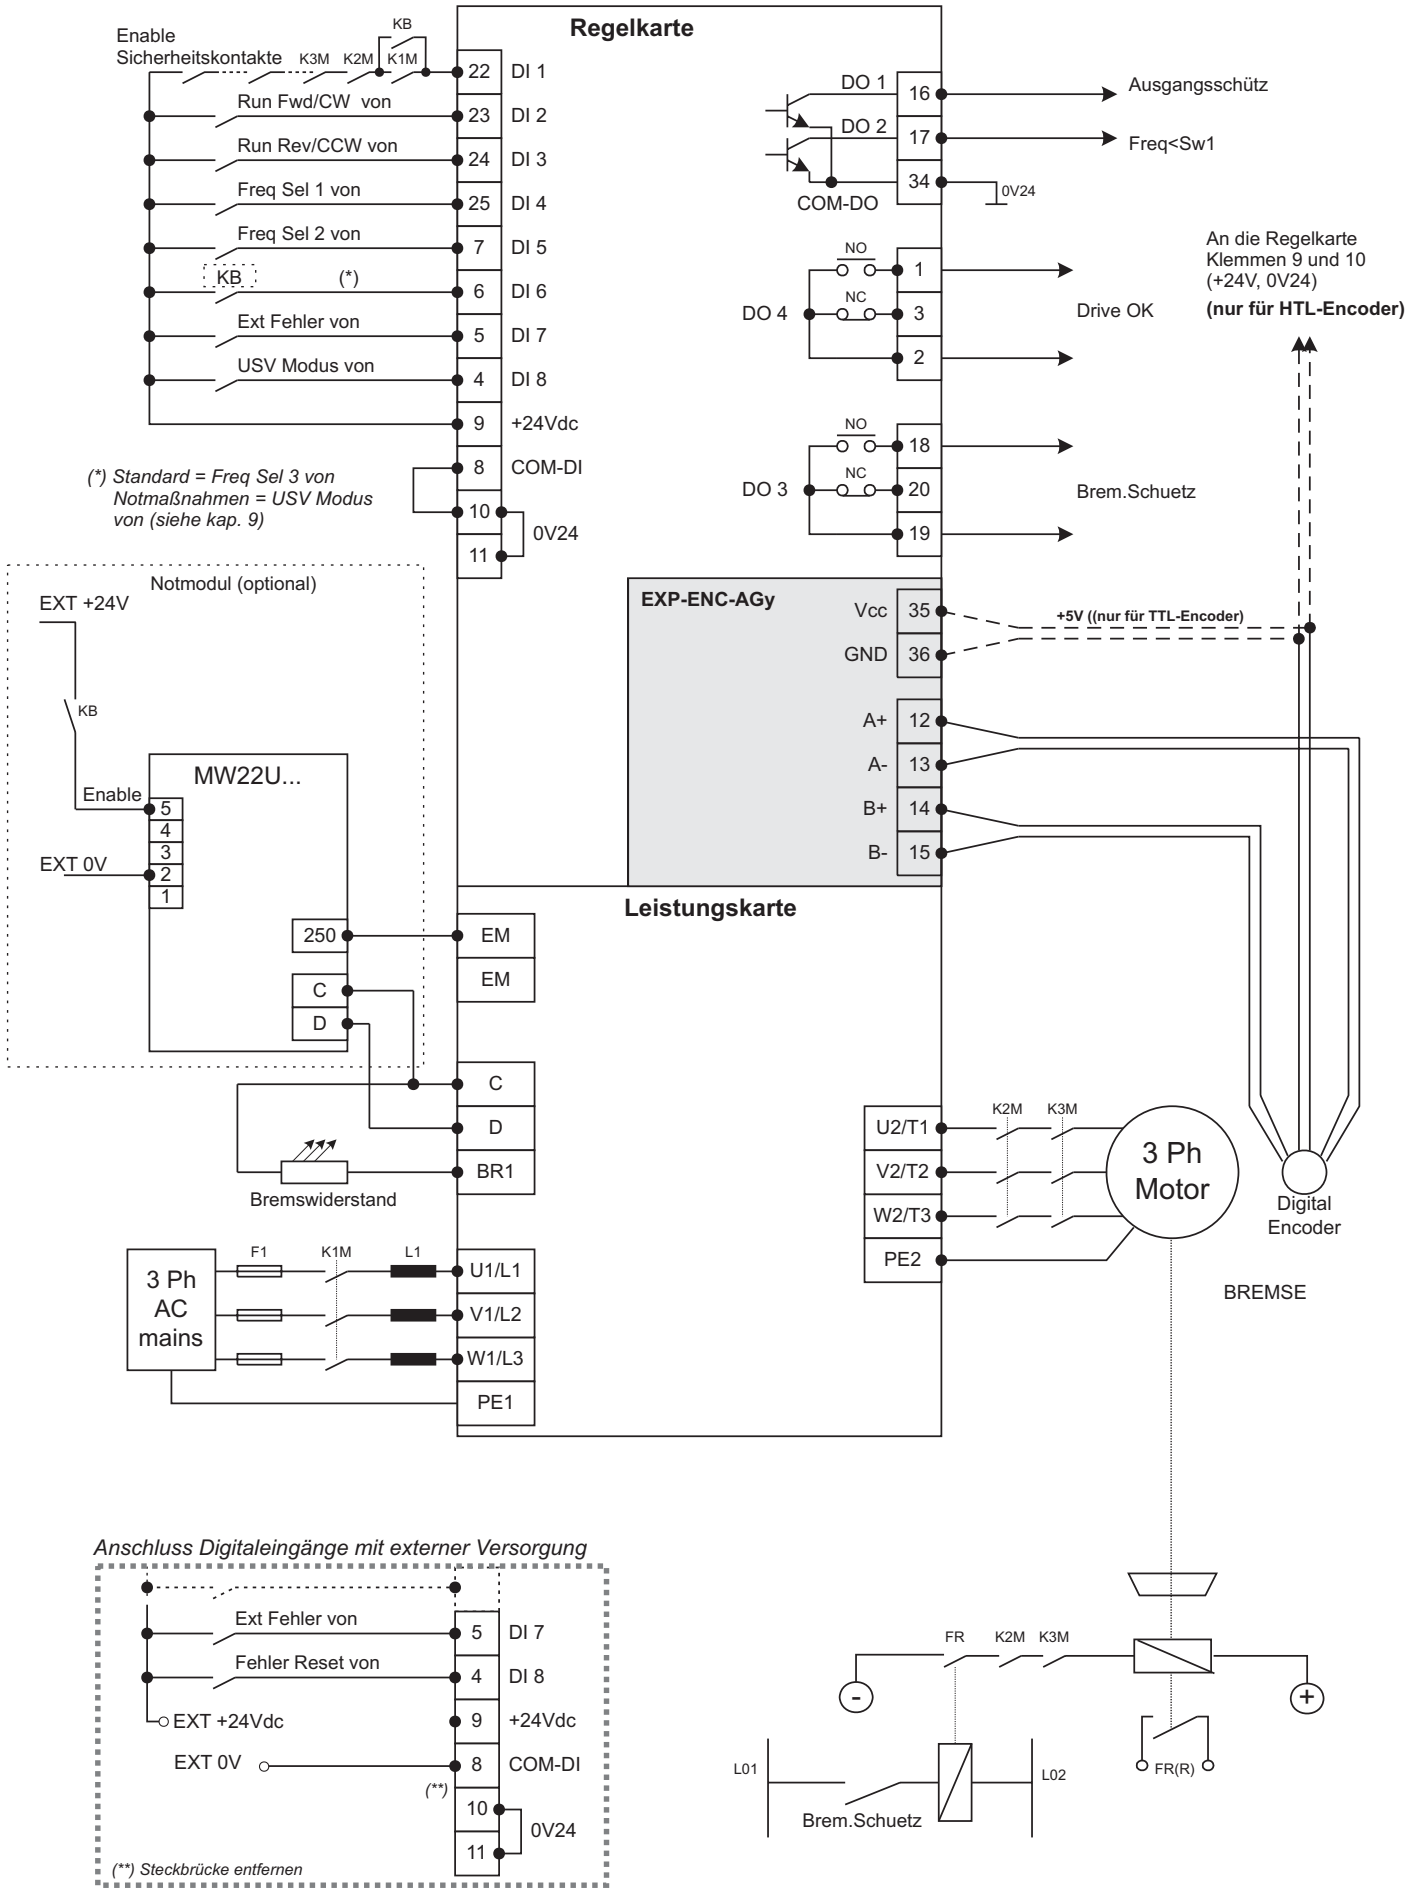 Regelkarte
Enable
Sicherheitskontakte
K3M
K2M
K1M
KB
22 DI 1
Run Fwd/CW von
23 DI 2
Run Rev/CCW von
24 DI 3
Freq Sel 1 von
25 DI 4
Freq Sel 2 von
7 DI 5
KB
(*)
6 DI 6
Ext Fehler von
5 DI 7
USV Modus von
4 DI 8
9 +24Vdc
8 COM-DI
10
11
0V24
(*) Standard = Freq Sel 3 von
Notmaßnahmen = USV Modus
von (siehe kap. 9)
DO 1
16
Ausgangsschütz
DO 2
17
Freq<Sw1
34
COM-DO
0V24
NO
1
NC
DO 4
3
Drive OK
2
NO
18
NC
DO 3
20
Brem.Schuetz
19
An die Regelkarte
Klemmen 9 und 10
(+24V, 0V24)
(nur für HTL-Encoder)
EXP-ENC-AGy
Vcc 35
+5V ((nur für TTL-Encoder)
GND 36
A+ 12
A- 13
B+ 14
B- 15
Notmodul (optional)
EXT +24V
KB
MW22U...
Enable
5
4
3
EXT 0V
2
1
250
C
D
Leistungskarte
EM
EM
C
D
BR1
Bremswiderstand
3 Ph
AC
mains
F1
K1M
L1
U1/L1
V1/L2
W1/L3
PE1
U2/T1
V2/T2
W2/T3
PE2
K2M
K3M
3 Ph
Motor
Digital
Encoder
BREMSE
Anschluss Digitaleingänge mit externer Versorgung
Ext Fehler von
5 DI 7
Fehler Reset von
4 DI 8
EXT +24Vdc
9 +24Vdc
EXT 0V
8 COM-DI
(**)
10
11
0V24
(**) Steckbrücke entfernen
FR
K2M
K3M
-
+
L01
Brem.Schuetz
L02
FR(R)